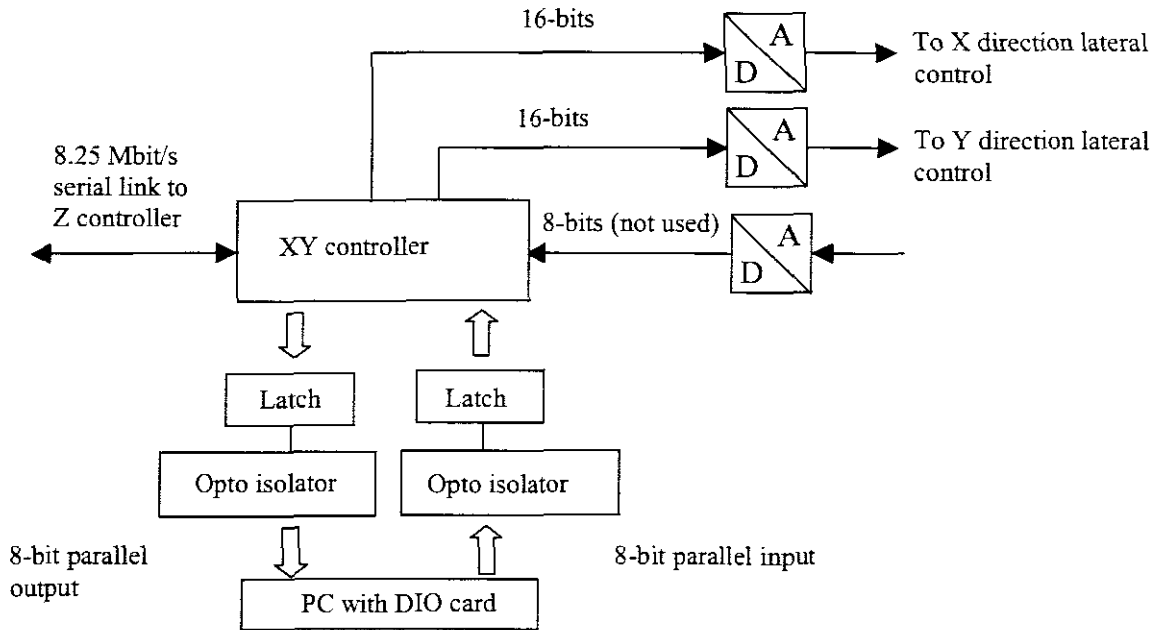 16-bits
A
D
To X direction lateral
control
16-bits
A
D
To Y direction lateral
control
8.25 Mbit/s
serial link to
Z controller
XY controller
8-bits (not used)
A
D
Latch
Latch
Opto isolator
Opto isolator
8-bit parallel
output
8-bit parallel input
PC with DIO card